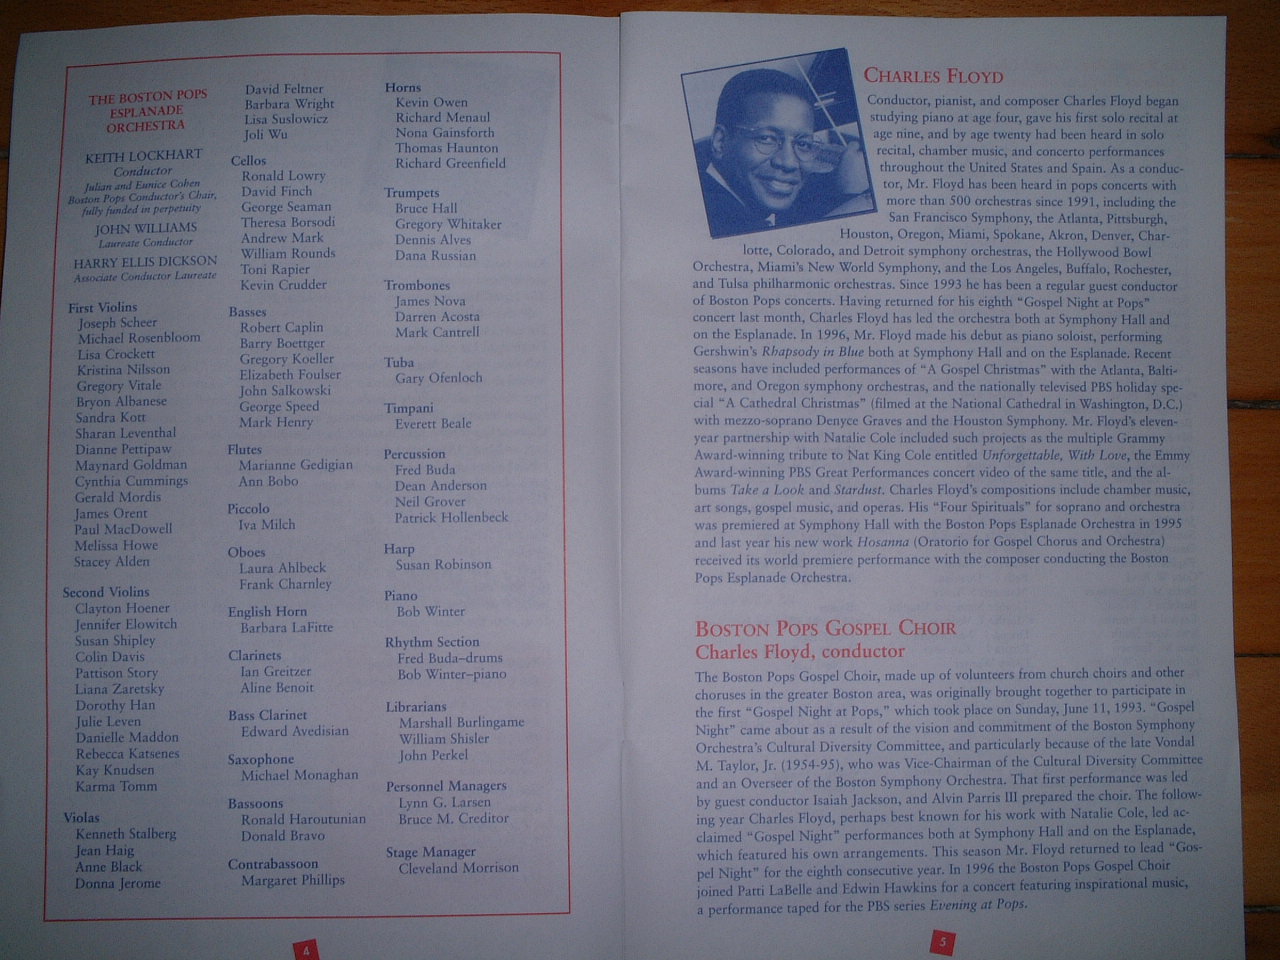 THE BOSTON POPS
ESPLANADE
ORCHESTRA
KEITH LOCKHART
Conductor
Julian and Eunice Cohen
Boston Pops Conductor's Chair,
fully funded in perpetuity
JOHN WILLIAMS
Laureate Conductor
HARRY ELLIS DICKSON
Associate Conductor Laureate
First Violins
Joseph Scheer
Michael Rosenbloom
Lisa Crockett
Kristina Nilsson
Gregory Vitale
Bryon Albanese
Sandra Kott
Sharan Leventhal
Dianne Pettipaw
Maynard Goldman
Cynthia Cummings
Gerald Mordis
James Orent
Paul MacDowell
Melissa Howe
Stacey Alden
Second Violins
Clayton Hoener
Jennifer Elowitch
Susan Shipley
Colin Davis
Pattison Story
Liana Zaretsky
Dorothy Han
Julie Leven
Danielle Maddon
Rebecca Katsenes
Kay Knudsen
Karma Tomm
Violas
Kenneth Stalberg
Jean Haig
Anne Black
Donna Jerome
David Feltner
Barbara Wright
Lisa Suslowicz
Joli Wu
Cellos
Ronald Lowry
David Finch
George Seaman
Theresa Borsodi
Andrew Mark
William Rounds
Toni Rapier
Kevin Crudder
Basses
Robert Caplin
Barry Boettger
Gregory Koeller
Elizabeth Foulser
John Salkowski
George Speed
Mark Henry
Flutes
Marianne Gedigian
Ann Bobo
Piccolo
Iva Milch
Oboes
Laura Ahlbeck
Frank Charnley
English Horn
Barbara LaFitte
Clarinets
Ian Greitzer
Aline Benoit
Bass Clarinet
Edward Avedisian
Saxophone
Michael Monaghan
Bassoons
Ronald Haroutunian
Donald Bravo
Contrabassoon
Margaret Phillips
Horns
Kevin Owen
Richard Menaul
Nona Gainsforth
Thomas Haunton
Richard Greenfield
Trumpets
Bruce Hall
Gregory Whitaker
Dennis Alves
Dana Russian
Trombones
James Nova
Darren Acosta
Mark Cantrell
Tuba
Gary Ofenloch
Timpani
Everett Beale
Percussion
Fred Buda
Dean Anderson
Neil Grover
Patrick Hollenbeck
Harp
Susan Robinson
Piano
Bob Winter
Rhythm Section
Fred Buda–drums
Bob Winter–piano
Librarians
Marshall Burlingame
William Shisler
John Perkel
Personnel Managers
Lynn G. Larsen
Bruce M. Creditor
Stage Manager
Cleveland Morrison
4
CHARLES FLOYD
Conductor, pianist, and composer Charles Floyd began
studying piano at age four, gave his first solo recital at
age nine, and by age twenty had been heard in solo
recital, chamber music, and concerto performances
throughout the United States and Spain. As a conduc-
tor, Mr. Floyd has been heard in pops concerts with
more than 500 orchestras since 1991, including the
San Francisco Symphony, the Atlanta, Pittsburgh,
Houston, Oregon, Miami, Spokane, Akron, Denver, Char-
lotte, Colorado, and Detroit symphony orchestras, the Hollywood Bowl
Orchestra, Miami's New World Symphony, and the Los Angeles, Buffalo, Rochester,
and Tulsa philharmonic orchestras. Since 1993 he has been a regular guest conductor
of Boston Pops concerts. Having returned for his eighth "Gospel Night at Pops"
concert last month, Charles Floyd has led the orchestra both at Symphony Hall and
on the Esplanade. In 1996, Mr. Floyd made his debut as piano soloist, performing
Gershwin's Rhapsody in Blue both at Symphony Hall and on the Esplanade. Recent
seasons have included performances of "A Gospel Christmas" with the Atlanta, Balti-
more, and Oregon symphony orchestras, and the nationally televised PBS holiday spe-
cial "A Cathedral Christmas" (filmed at the National Cathedral in Washington, D.C.)
with mezzo-soprano Denyce Graves and the Houston Symphony. Mr. Floyd's eleven-
year partnership with Natalie Cole included such projects as the multiple Grammy
Award-winning tribute to Nat King Cole entitled Unforgettable, With Love, the Emmy
Award-winning PBS Great Performances concert video of the same title, and the al-
bums Take a Look and Stardust. Charles Floyd's compositions include chamber music,
art songs, gospel music, and operas. His "Four Spirituals" for soprano and orchestra
was premiered at Symphony Hall with the Boston Pops Esplanade Orchestra in 1995
and last year his new work Hosanna (Oratorio for Gospel Chorus and Orchestra)
received its world premiere performance with the composer conducting the Boston
Pops Esplanade Orchestra.
BOSTON POPS GOSPEL CHOIR
Charles Floyd, conductor
The Boston Pops Gospel Choir, made up of volunteers from church choirs and other
choruses in the greater Boston area, was originally brought together to participate in
the first "Gospel Night at Pops," which took place on Sunday, June 11, 1993. "Gospel
Night" came about as a result of the vision and commitment of the Boston Symphony
Orchestra's Cultural Diversity Committee, and particularly because of the late Vondal
M. Taylor, Jr. (1954-95), who was Vice-Chairman of the Cultural Diversity Committee
and an Overseer of the Boston Symphony Orchestra. That first performance was led
by guest conductor Isaiah Jackson, and Alvin Parris III prepared the choir. The follow-
ing year Charles Floyd, perhaps best known for his work with Natalie Cole, led ac-
claimed "Gospel Night" performances both at Symphony Hall and on the Esplanade,
which featured his own arrangements. This season Mr. Floyd returned to lead "Gos-
pel Night" for the eighth consecutive year. In 1996 the Boston Pops Gospel Choir
joined Patti LaBelle and Edwin Hawkins for a concert featuring inspirational music,
a performance taped for the PBS series Evening at Pops.
5